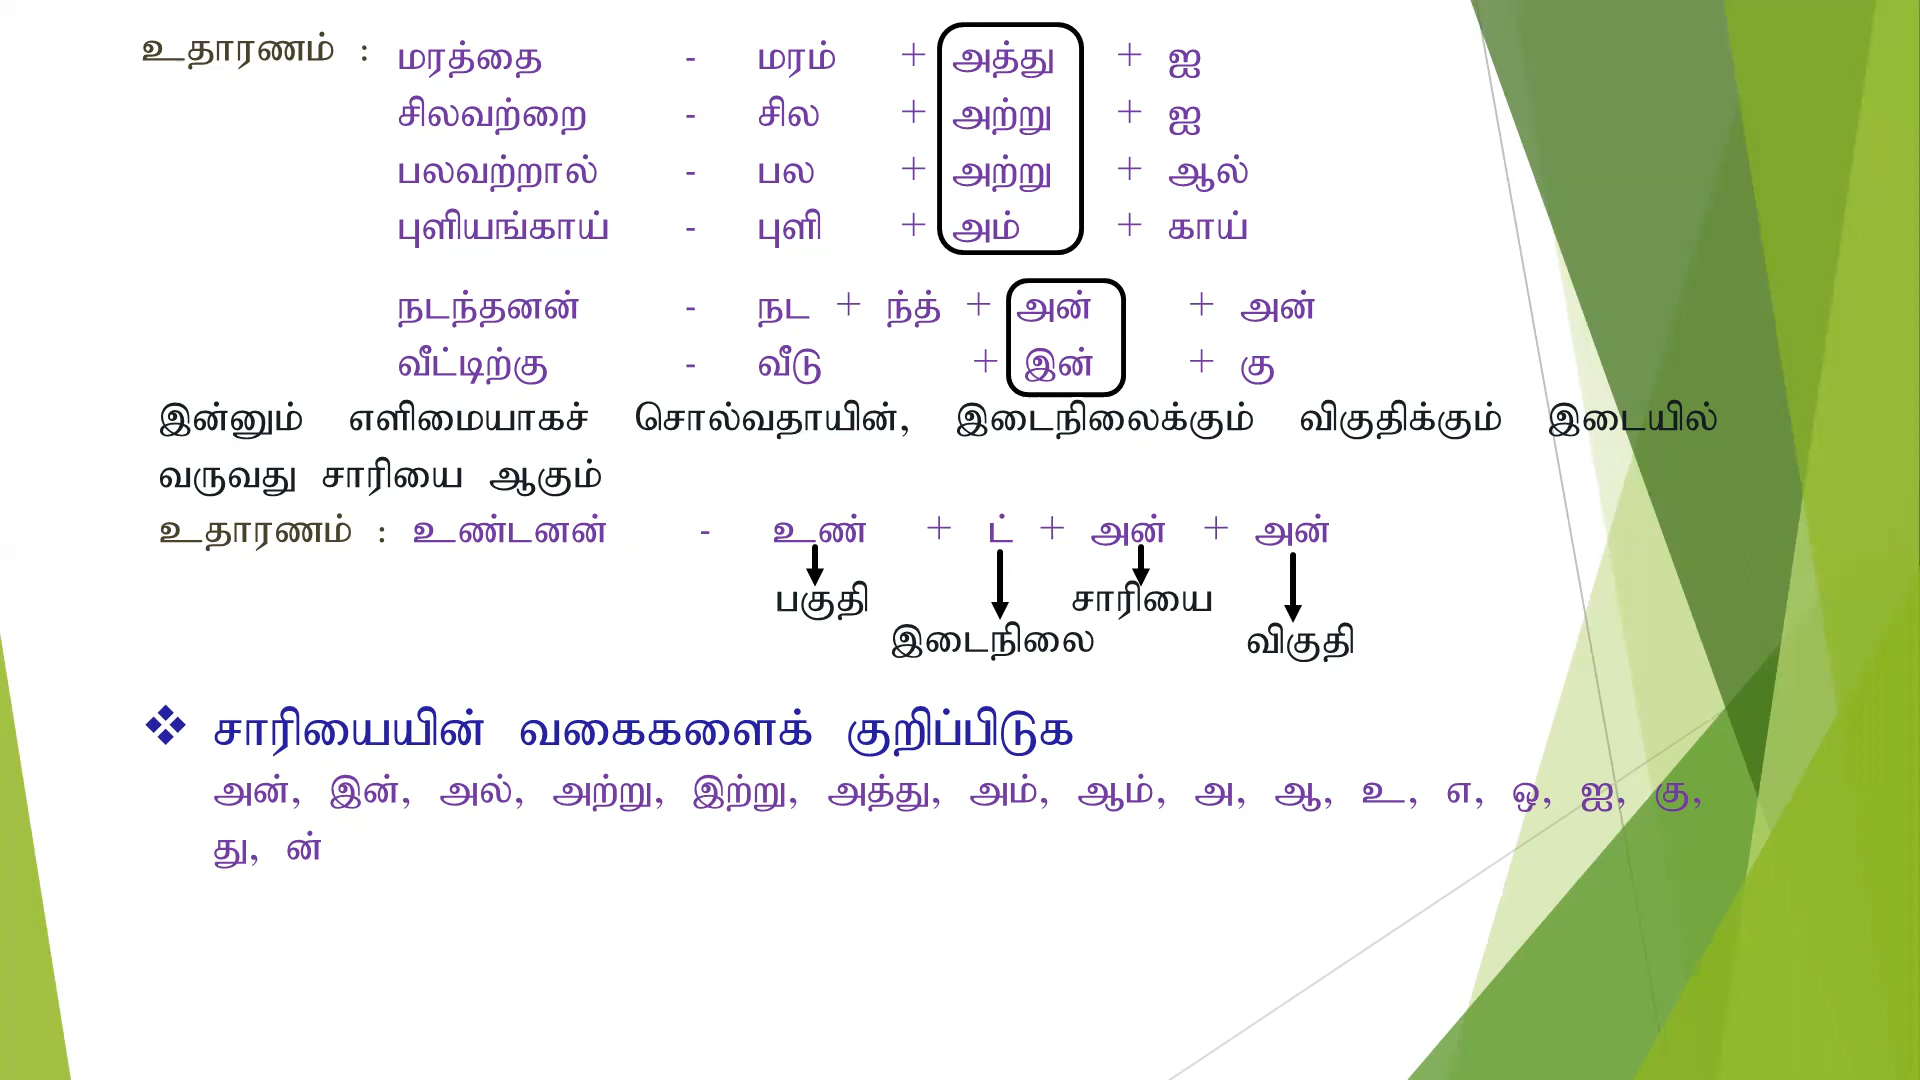 உதாரணம் : மரத்தை - மரம் + அத்து + ஐ
சிலவற்றை - சில + அற்று + ஐ
பலவற்றால் - பல + அற்று + ஆல்
புளியங்காய் - புளி + அம் + காய்
நடந்தனன் - நட + ந்த் + அன் + அன்
வீட்டிற்கு - வீடு + இன் + கு
இன்னும் எளிமையாகச் சொல்வதாயின், இடைநிலைக்கும் விகுதிக்கும் இடையில்
வருவது சாரியை ஆகும்
உதாரணம் : உண்டனன் - உண் + ட் + அன் + அன்
பகுதி சாரியை
இடைநிலை விகுதி
❖ சாரியையின் வகைகளைக் குறிப்பிடுக
அன், இன், அல், அற்று, இற்று, அத்து, அம், ஆம், அ, ஆ, உ, எ, ஒ, ஐ, கு,
து, ன்